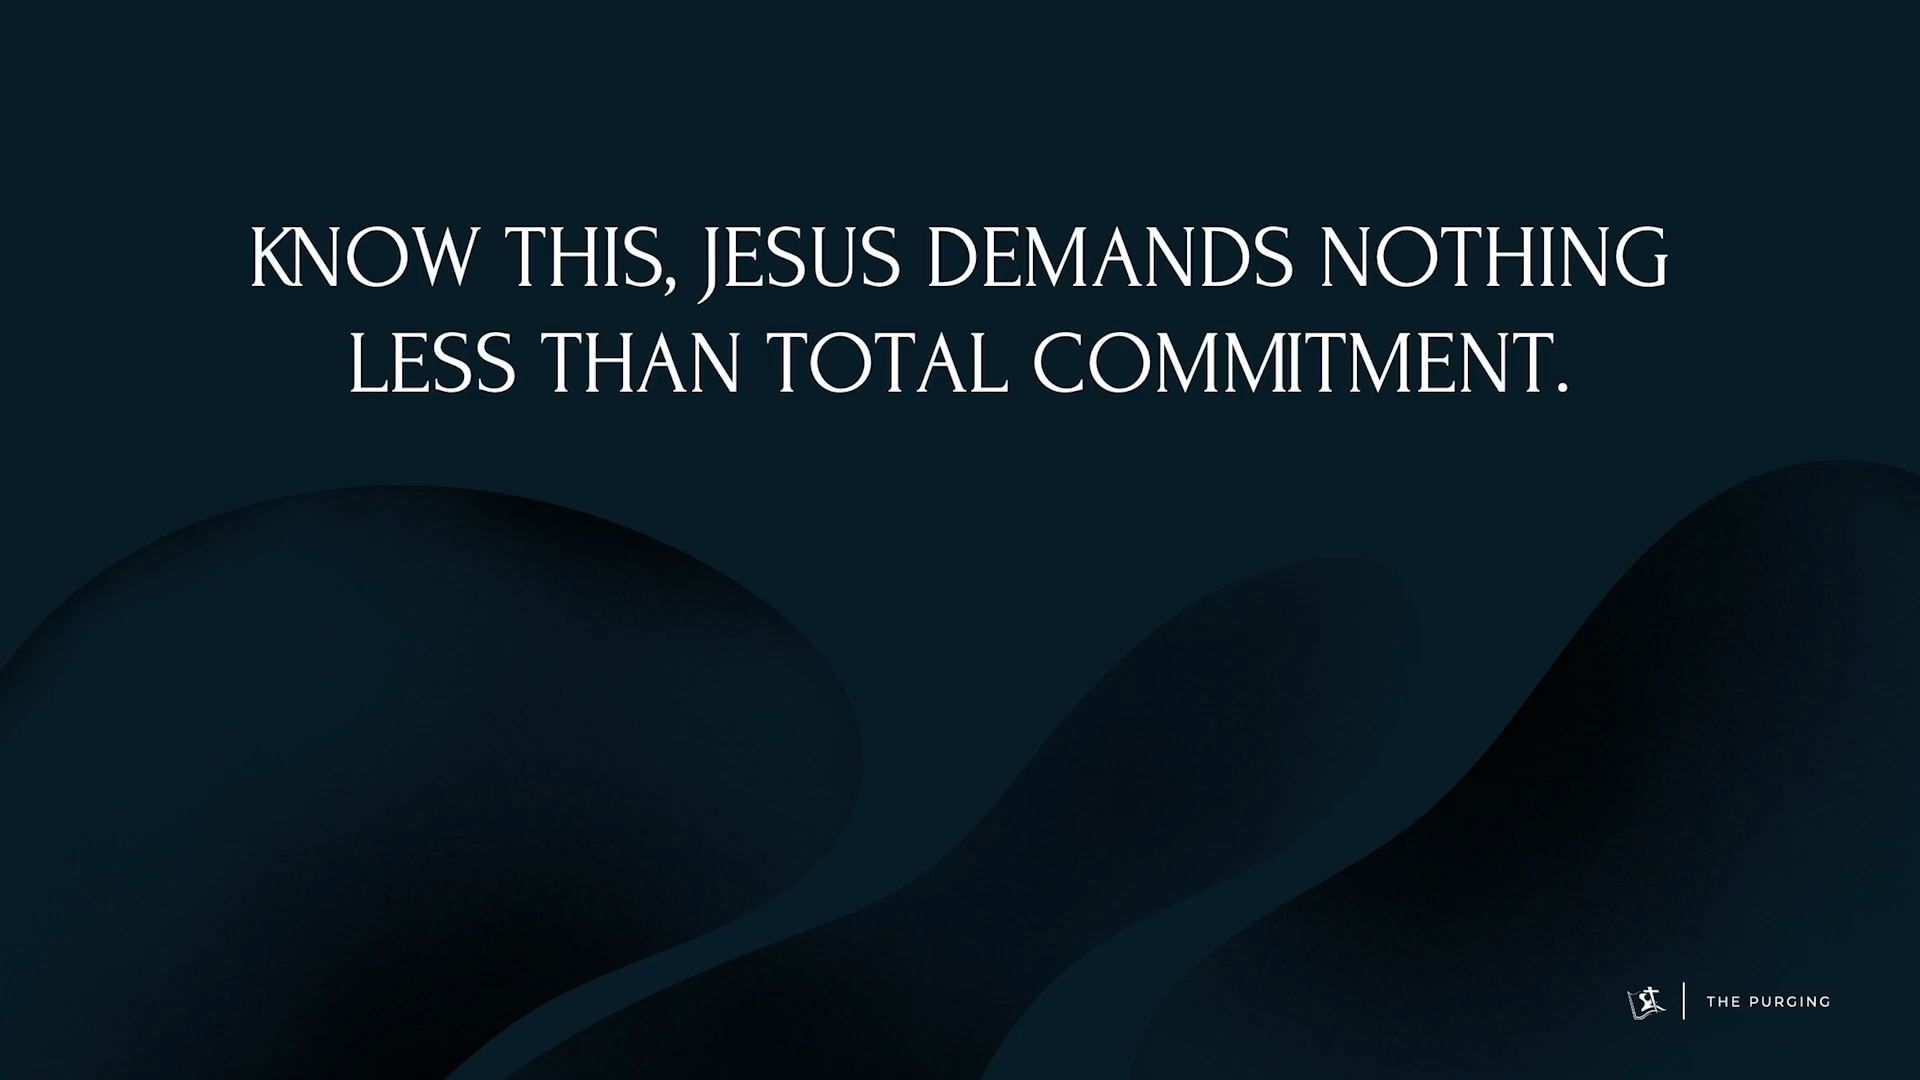 KNOW THIS, JESUS DEMANDS NOTHING
LESS THAN TOTAL COMMITMENT.
THE PURGING